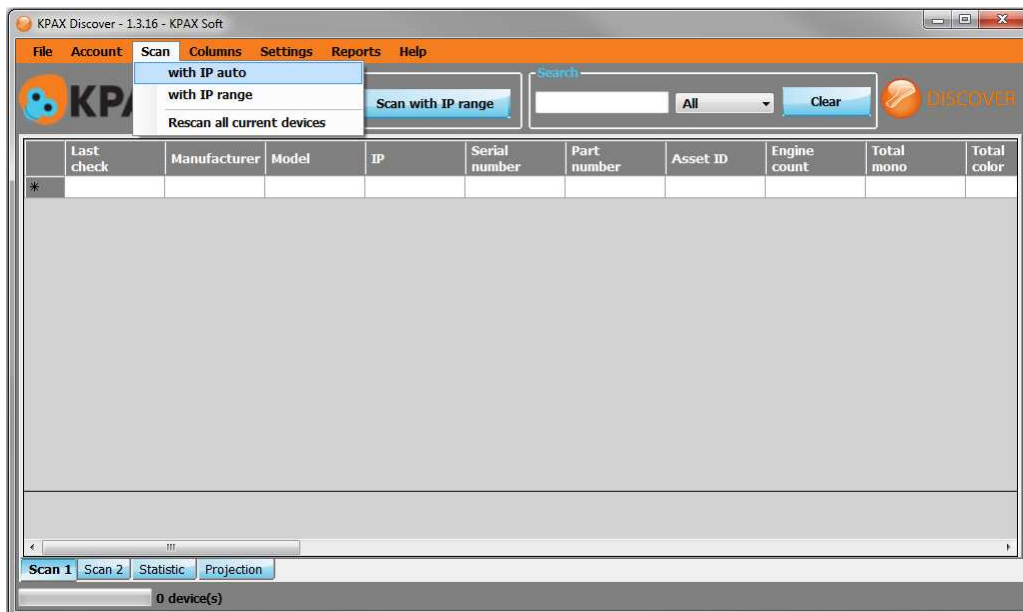 KPAX Discover - 1.3.16 - KPAX Soft
File Account Scan Columns Settings Reports Help
with IP auto
with IP range
Rescan all current devices
KPA
Scan with IP range
Search
All
Clear
DISCOVER
Last check
Manufacturer
Model
IP
Serial number
Part number
Asset ID
Engine count
Total mono
Total color
*
Scan 1 Scan 2 Statistic Projection
0 device(s)